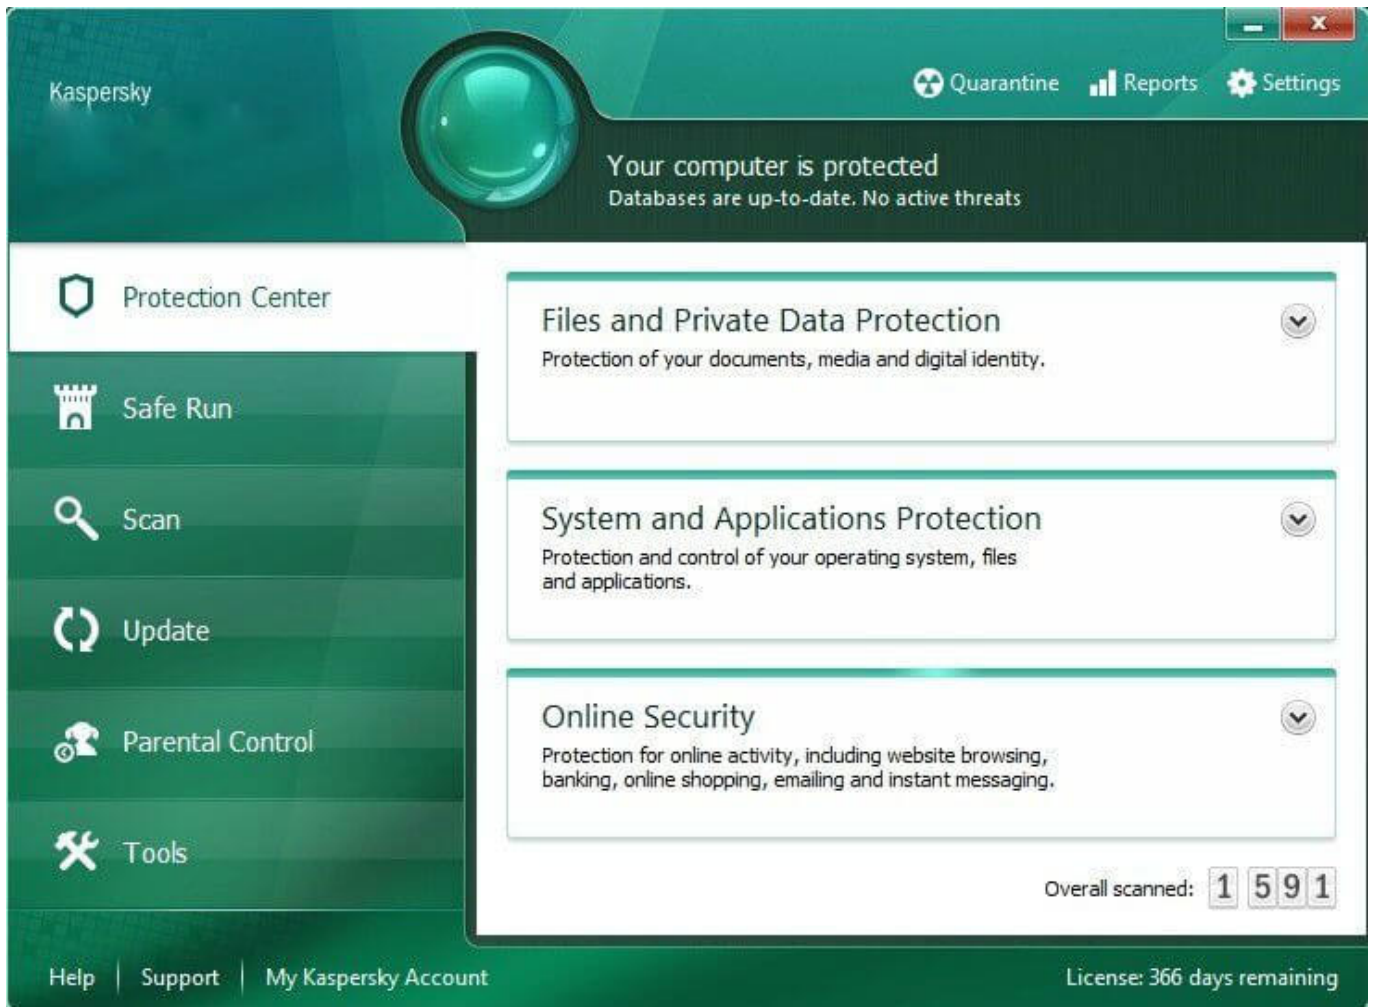 Kaspersky
Quarantine
Reports
Settings
Your computer is protected
Databases are up-to-date. No active threats
Protection Center
Safe Run
Scan
Update
Parental Control
Tools
Files and Private Data Protection
Protection of your documents, media and digital identity.
System and Applications Protection
Protection and control of your operating system, files
and applications.
Online Security
Protection for online activity, including website browsing,
banking, online shopping, emailing and instant messaging.
Overall scanned: 1 591
Help
Support
My Kaspersky Account
License: 366 days remaining